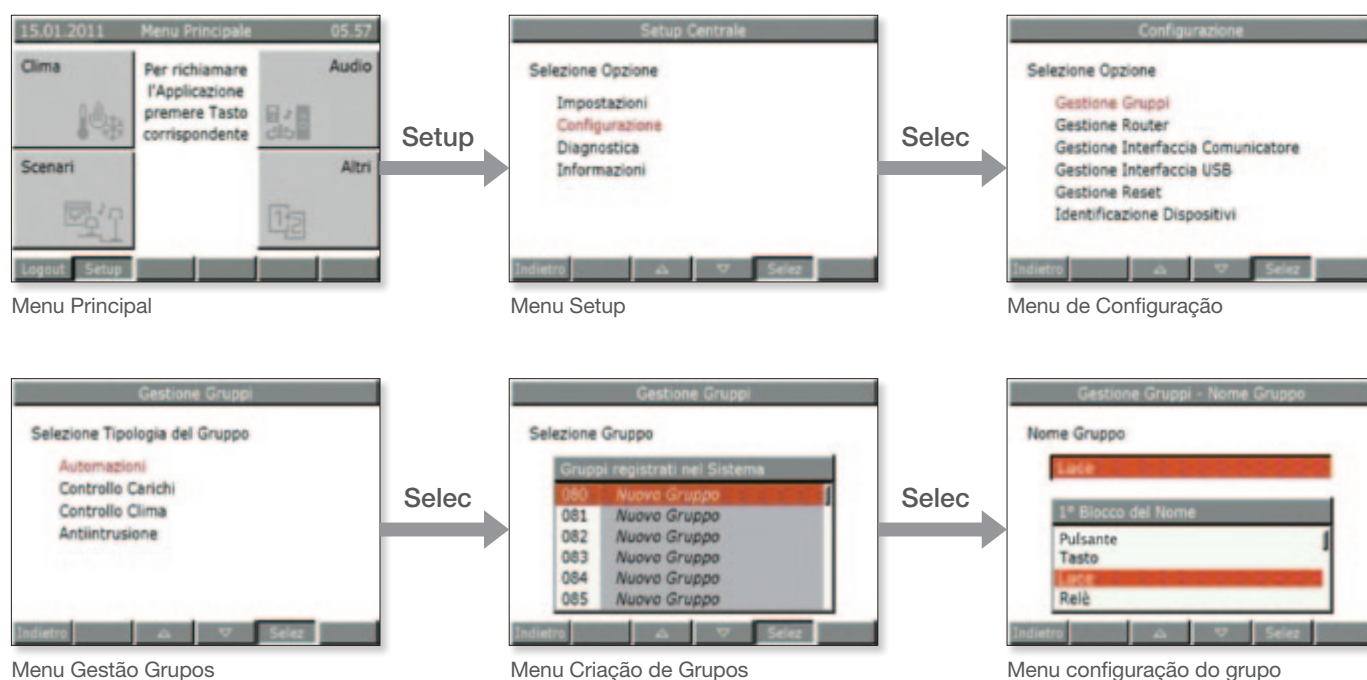 15.01.2011 Menu Principale 05.57
Clima
Per richiamare
l'Applicazione
premere Tasto
corrispondente
Audio
Scenari
Altri
Logout Setup
Menu Principal
Setup
Setup Centrale
Selezione Opzione
Impostazioni
Configurazione
Diagnostica
Informazioni
Indietro Selez
Menu Setup
Selec
Configurazione
Selezione Opzione
Gestione Gruppi
Gestione Router
Gestione Interfaccia Comunicatore
Gestione Interfaccia USB
Gestione Reset
Identificazione Dispositivi
Indietro Selez
Menu de Configuração
Gestione Gruppi
Selezione Tipologia del Gruppo
Automazioni
Controllo Carichi
Controllo Clima
Antiintrusione
Indietro Selez
Menu Gestão Grupos
Selec
Gestione Gruppi
Selezione Gruppo
Gruppi registrati nel Sistema
080 Nuovo Gruppo
081 Nuovo Gruppo
082 Nuovo Gruppo
083 Nuovo Gruppo
084 Nuovo Gruppo
085 Nuovo Gruppo
Indietro Selez
Menu Criação de Grupos
Selec
Gestione Gruppi - Nome Gruppo
Nome Gruppo
Luce
1° Blocco del Nome
Pulsante
Tasto
Luce
Relè
Indietro Selez
Menu configuração do grupo